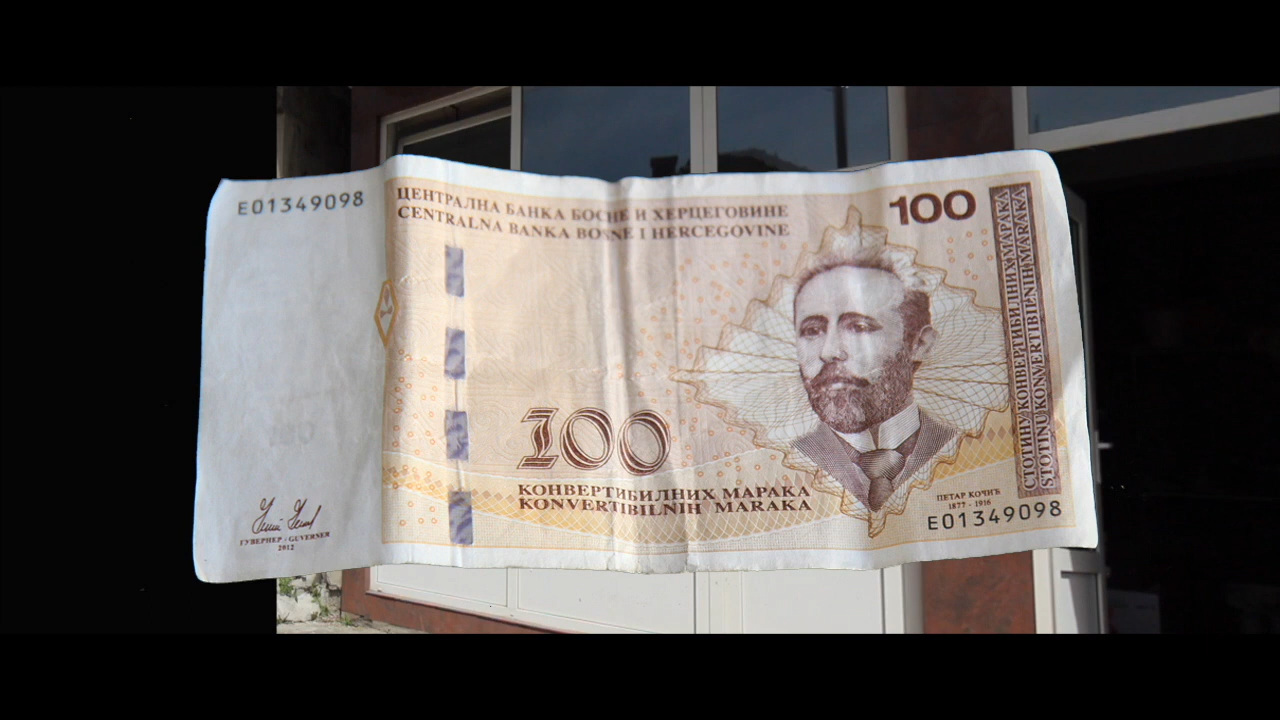 E01349098
ЦЕНТРАЛНА БАНКА БОСНЕ И ХЕРЦЕГОВИНЕ
CENTRALNA BANKA BOSNE I HERCEGOVINE
100
СТОТИНУ КОНВЕРТИБИЛНИХ МАРАКА
STOTINU KONVERTIBILNIH MARAKA
100
КОНВЕРТИБИЛНИХ МАРАКА
KONVERTIBILNIH MARAKA
ПЕТАР КОЧИЋ
1877 - 1916
E01349098
ГУВЕРНЕР - GUVERNER
2012